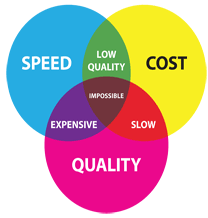 SPEED
LOW
QUALITY
COST
IMPOSSIBLE
EXPENSIVE
SLOW
QUALITY